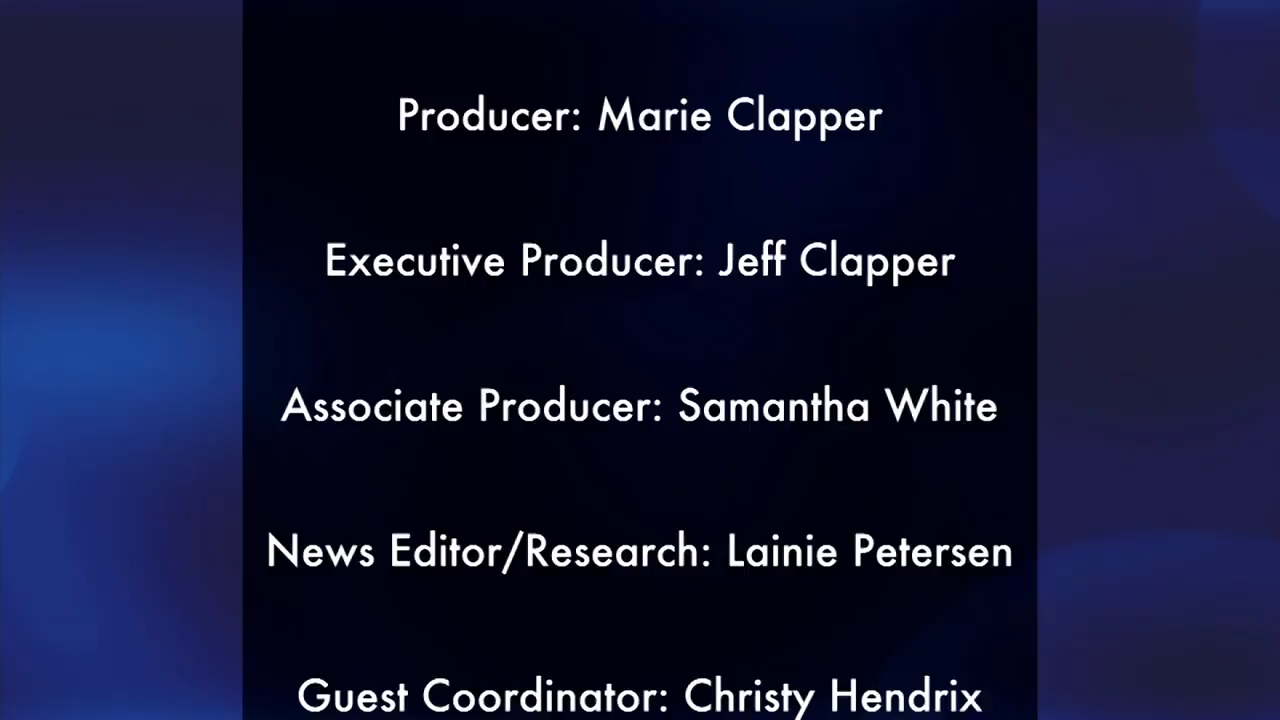 Producer: Marie Clapper
Executive Producer: Jeff Clapper
Associate Producer: Samantha White
News Editor/Research: Lainie Petersen
Guest Coordinator: Christy Hendrix